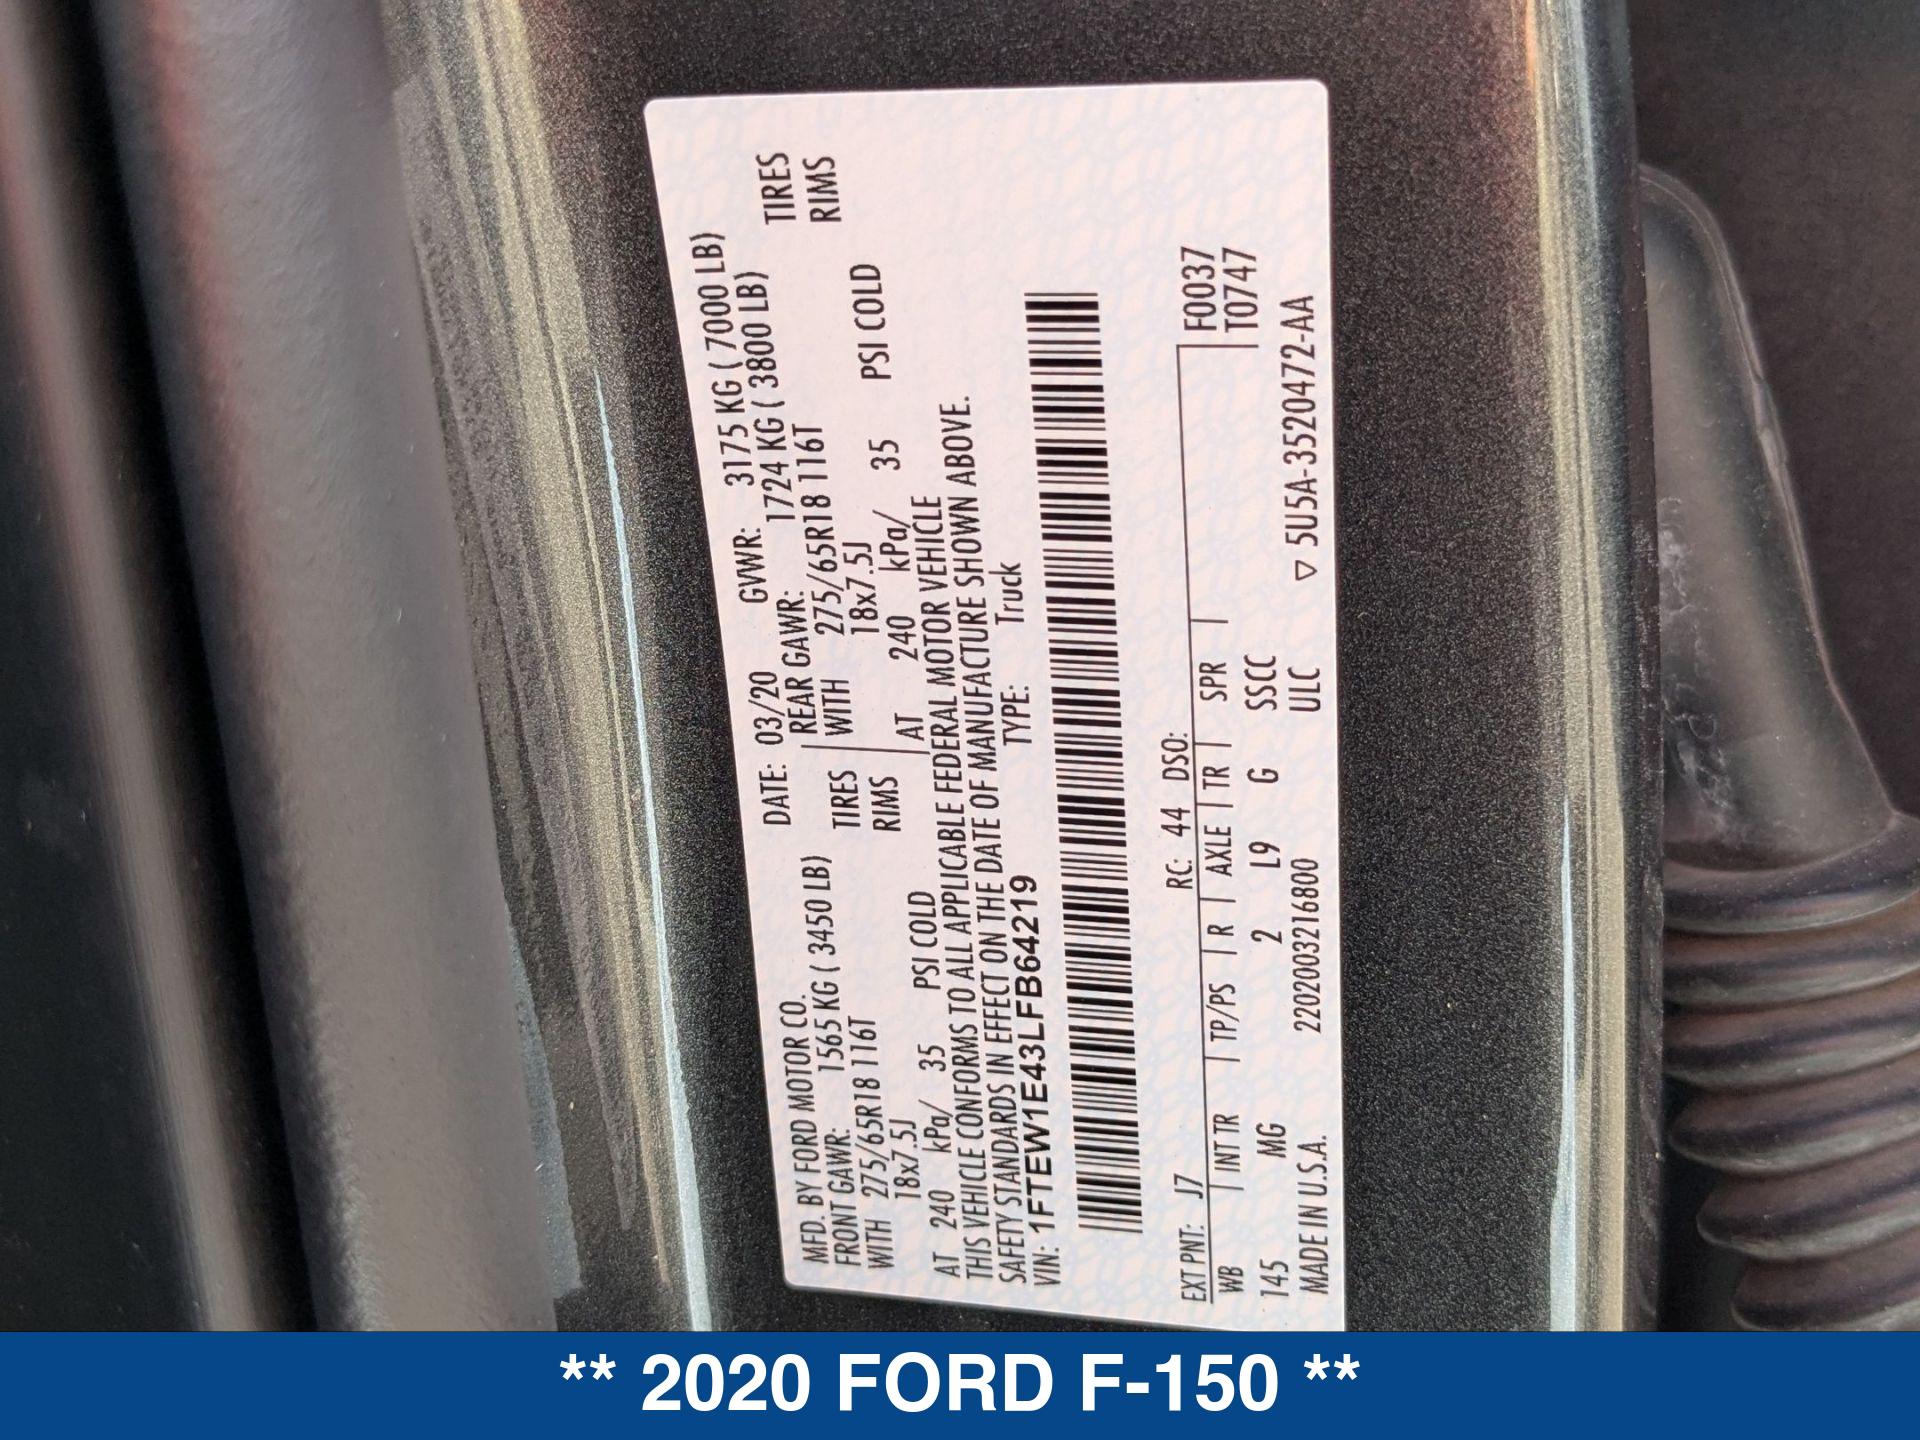 MFD. BY FORD MOTOR CO.
DATE: 03/20 GVWR: 3175 KG ( 7000 LB)
FRONT GAWR: 1565 KG ( 3450 LB) REAR GAWR: 1724 KG ( 3800 LB)
WITH 275/65R18 116T TIRES WITH 275/65R18 116T TIRES
18x7.5J RIMS 18x7.5J RIMS
AT 240 kPa/ 35 PSI COLD AT 240 kPa/ 35 PSI COLD
THIS VEHICLE CONFORMS TO ALL APPLICABLE FEDERAL MOTOR VEHICLE
SAFETY STANDARDS IN EFFECT ON THE DATE OF MANUFACTURE SHOWN ABOVE.
VIN: 1FTEW1E43LFB64219 TYPE: Truck
EXT PNT: J7 RC: 44 DSO: F0037
WB INT TR TP/PS R AXLE TR SPR T0747
145 MG 2 L9 G SSCC
MADE IN U.S.A. 22020032​16800 ULC ▽ 5U5A-3520472-AA
** 2020 FORD F-150 **